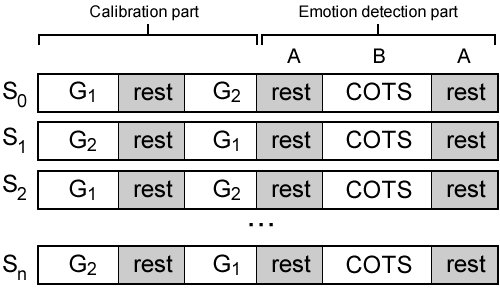 Calibration part Emotion detection part
A B A
S0 G1 rest G2 rest COTS rest
S1 G2 rest G1 rest COTS rest
S2 G1 rest G2 rest COTS rest
...
Sn G2 rest G1 rest COTS rest